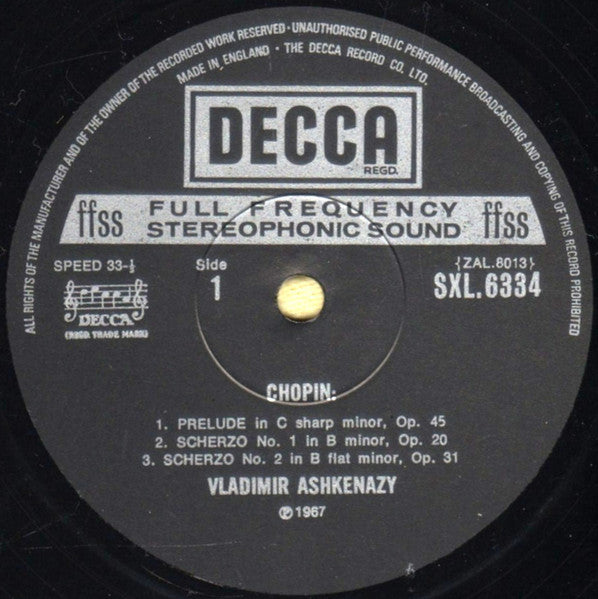 ALL RIGHTS OF THE MANUFACTURER AND OF THE OWNER OF THE RECORDED WORK RESERVED · UNAUTHORISED PUBLIC PERFORMANCE BROADCASTING AND COPYING OF THIS RECORD PROHIBITED
MADE IN ENGLAND · THE DECCA RECORD CO. LTD.
DECCA
REGD.
ffss FULL FREQUENCY ffss
STEREOPHONIC SOUND
SPEED 33-⅓
Side
1
{ZAL.8013}
SXL.6334
DECCA
(REGD. TRADE MARK)
CHOPIN:
1. PRELUDE in C sharp minor, Op. 45
2. SCHERZO No. 1 in B minor, Op. 20
3. SCHERZO No. 2 in B flat minor, Op. 31
VLADIMIR ASHKENAZY
℗1967